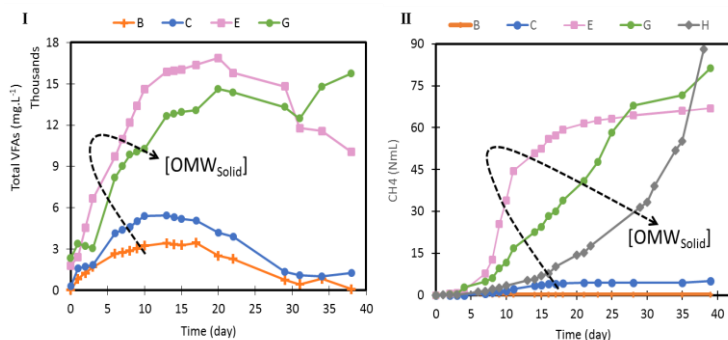 I
B C E G
Total VFAs (mg.L⁻¹)
Thousands
18
15
12
9
6
3
0
[OMW_Solid]
0 5 10 15 20 25 30 35 40
Time (day)
II
B C E G H
CH4 (NmL)
90
75
60
45
30
15
0
[OMW_Solid]
0 5 10 15 20 25 30 35 40
Time (day)